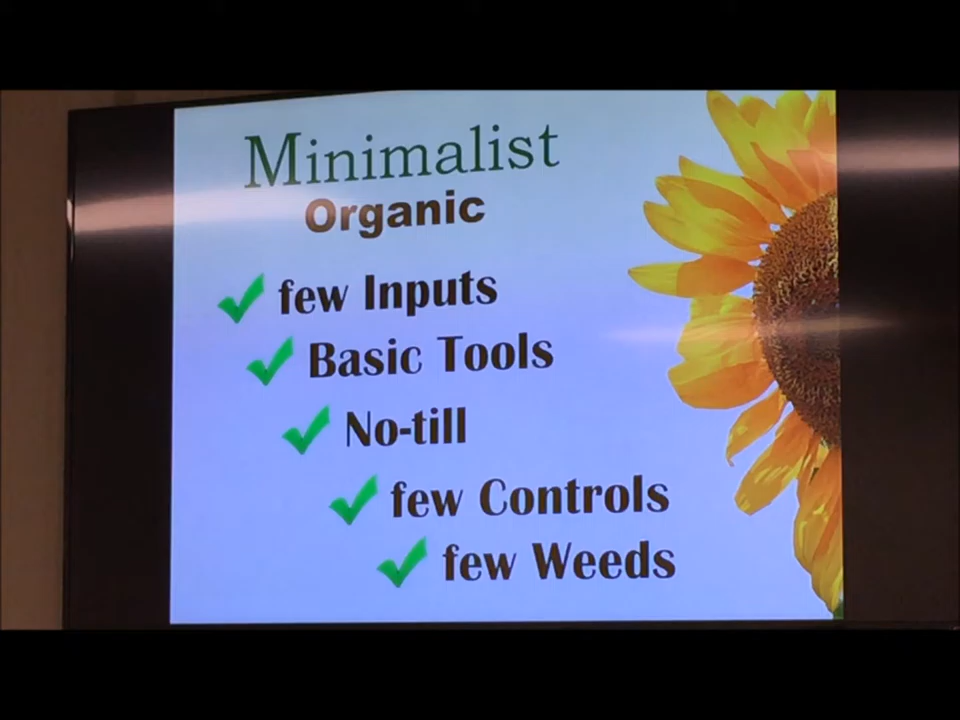 Minimalist
Organic
few Inputs
Basic Tools
No-till
few Controls
few Weeds